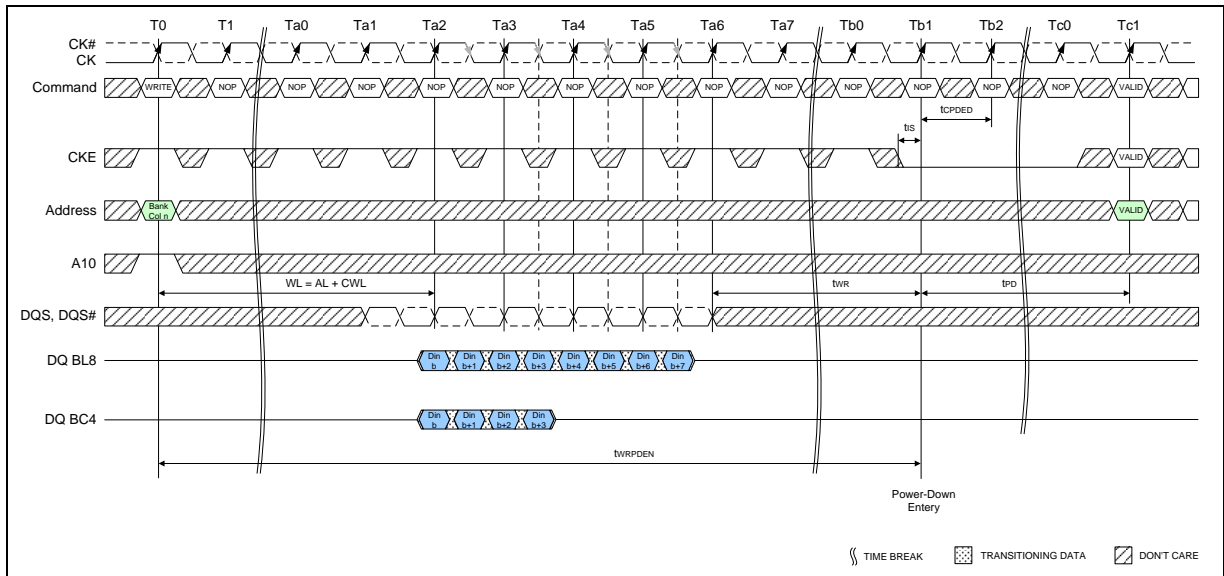 T0 T1 Ta0 Ta1 Ta2 Ta3 Ta4 Ta5 Ta6 Ta7 Tb0 Tb1 Tb2 Tc0 Tc1
CK#
CK
Command WRITE NOP NOP NOP NOP NOP NOP NOP NOP NOP NOP NOP NOP NOP VALID
tCPDED
tIS
CKE VALID
Address Bank Col n VALID
A10
WL = AL + CWL tWR tPD
DQS, DQS#
DQ BL8 Din b Din b+1 Din b+2 Din b+3 Din b+4 Din b+5 Din b+6 Din b+7
DQ BC4 Din b Din b+1 Din b+2 Din b+3
tWRPDEN
Power-Down
Entery
TIME BREAK TRANSITIONING DATA DON'T CARE